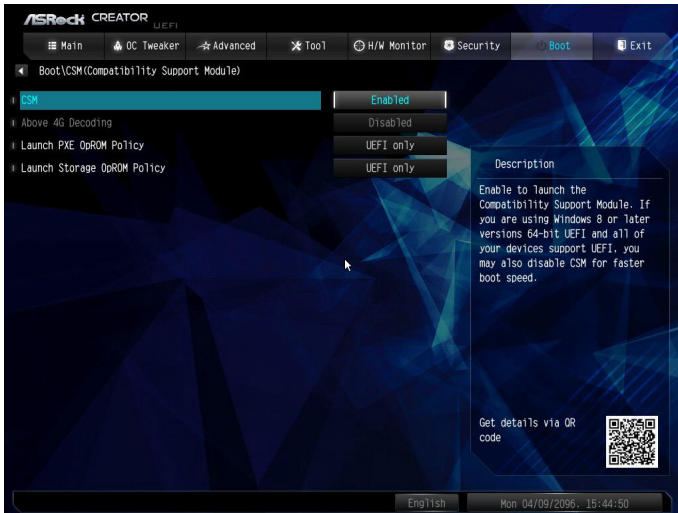 ASRock CREATOR UEFI
Main OC Tweaker Advanced Tool H/W Monitor Security Boot Exit
Boot\CSM(Compatibility Support Module)
CSM Enabled
Above 4G Decoding Disabled
Launch PXE OpROM Policy UEFI only
Launch Storage OpROM Policy UEFI only
Description
Enable to launch the
Compatibility Support Module. If
you are using Windows 8 or later
versions 64-bit UEFI and all of
your devices support UEFI, you
may also disable CSM for faster
boot speed.
Get details via QR
code
English Mon 04/09/2096, 15:44:50